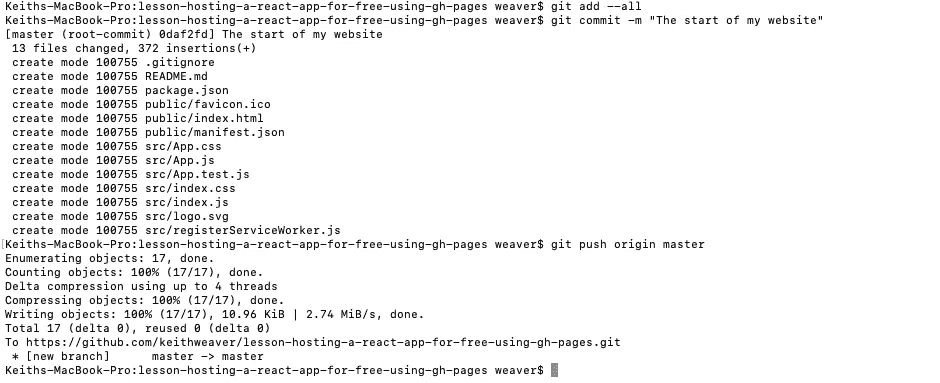 Keiths-MacBook-Pro:lesson-hosting-a-react-app-for-free-using-gh-pages weaver$ git add --all
Keiths-MacBook-Pro:lesson-hosting-a-react-app-for-free-using-gh-pages weaver$ git commit -m "The start of my website"
[master (root-commit) 0daf2fd] The start of my website
 13 files changed, 372 insertions(+)
 create mode 100755 .gitignore
 create mode 100755 README.md
 create mode 100755 package.json
 create mode 100755 public/favicon.ico
 create mode 100755 public/index.html
 create mode 100755 public/manifest.json
 create mode 100755 src/App.css
 create mode 100755 src/App.js
 create mode 100755 src/App.test.js
 create mode 100755 src/index.css
 create mode 100755 src/index.js
 create mode 100755 src/logo.svg
 create mode 100755 src/registerServiceWorker.js
Keiths-MacBook-Pro:lesson-hosting-a-react-app-for-free-using-gh-pages weaver$ git push origin master
Enumerating objects: 17, done.
Counting objects: 100% (17/17), done.
Delta compression using up to 4 threads
Compressing objects: 100% (17/17), done.
Writing objects: 100% (17/17), 10.96 KiB | 2.74 MiB/s, done.
Total 17 (delta 0), reused 0 (delta 0)
To https://github.com/keithweaver/lesson-hosting-a-react-app-for-free-using-gh-pages.git
 * [new branch]      master -> master
Keiths-MacBook-Pro:lesson-hosting-a-react-app-for-free-using-gh-pages weaver$